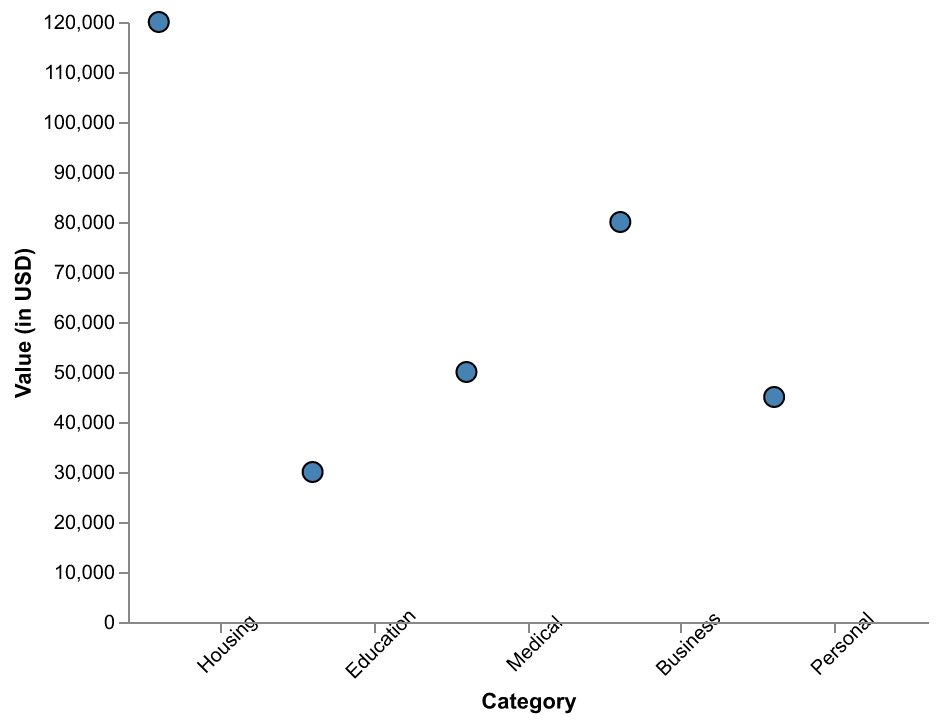 120,000
110,000
100,000
90,000
80,000
70,000
60,000
50,000
40,000
30,000
20,000
10,000
0
Value (in USD)
Housing
Education
Medical
Business
Personal
Category